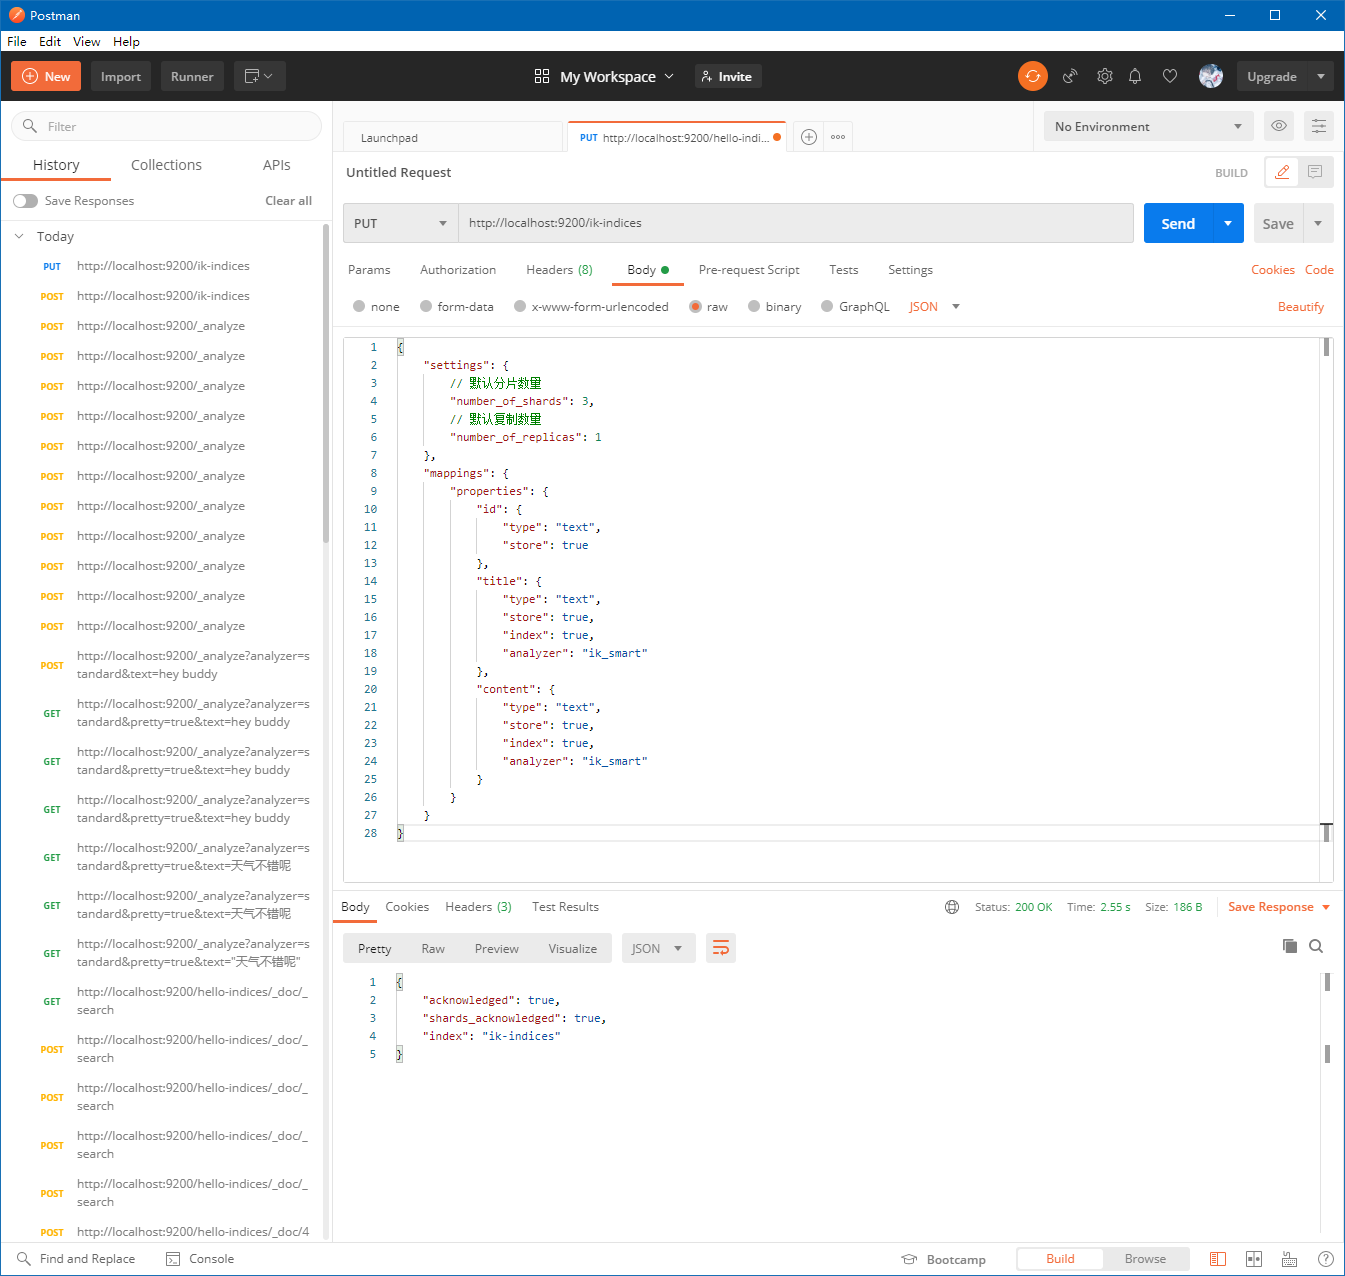 Postman
File Edit View Help
New Import Runner My Workspace Invite Upgrade
Filter
History Collections APIs
Save Responses Clear all
Today
PUT http://localhost:9200/ik-indices
POST http://localhost:9200/ik-indices
POST http://localhost:9200/_analyze
POST http://localhost:9200/_analyze
POST http://localhost:9200/_analyze
POST http://localhost:9200/_analyze
POST http://localhost:9200/_analyze
POST http://localhost:9200/_analyze
POST http://localhost:9200/_analyze
POST http://localhost:9200/_analyze
POST http://localhost:9200/_analyze
POST http://localhost:9200/_analyze
POST http://localhost:9200/_analyze
POST http://localhost:9200/_analyze?analyzer=s
tandard&text=hey buddy
GET http://localhost:9200/_analyze?analyzer=s
tandard&pretty=true&text=hey buddy
GET http://localhost:9200/_analyze?analyzer=s
tandard&pretty=true&text=hey buddy
GET http://localhost:9200/_analyze?analyzer=s
tandard&pretty=true&text=hey buddy
GET http://localhost:9200/_analyze?analyzer=s
tandard&pretty=true&text=天气不错呢
GET http://localhost:9200/_analyze?analyzer=s
tandard&pretty=true&text=天气不错呢
GET http://localhost:9200/_analyze?analyzer=s
tandard&pretty=true&text="天气不错呢"
GET http://localhost:9200/hello-indices/_doc/_
search
POST http://localhost:9200/hello-indices/_doc/_
search
POST http://localhost:9200/hello-indices/_doc/_
search
POST http://localhost:9200/hello-indices/_doc/_
search
POST http://localhost:9200/hello-indices/_doc/_
search
POST http://localhost:9200/hello-indices/_doc/4
Launchpad PUT http://localhost:9200/hello-indi... No Environment
Untitled Request BUILD
PUT http://localhost:9200/ik-indices Send Save
Params Authorization Headers (8) Body Pre-request Script Tests Settings Cookies Code
none form-data x-www-form-urlencoded raw binary GraphQL JSON Beautify
1 {
2 "settings": {
3 // 默认分片数量
4 "number_of_shards": 3,
5 // 默认复制数量
6 "number_of_replicas": 1
7 },
8 "mappings": {
9 "properties": {
10 "id": {
11 "type": "text",
12 "store": true
13 },
14 "title": {
15 "type": "text",
16 "store": true,
17 "index": true,
18 "analyzer": "ik_smart"
19 },
20 "content": {
21 "type": "text",
22 "store": true,
23 "index": true,
24 "analyzer": "ik_smart"
25 }
26 }
27 }
28 }
Body Cookies Headers (3) Test Results Status: 200 OK Time: 2.55 s Size: 186 B Save Response
Pretty Raw Preview Visualize JSON
1 {
2 "acknowledged": true,
3 "shards_acknowledged": true,
4 "index": "ik-indices"
5 }
Find and Replace Console Bootcamp Build Browse